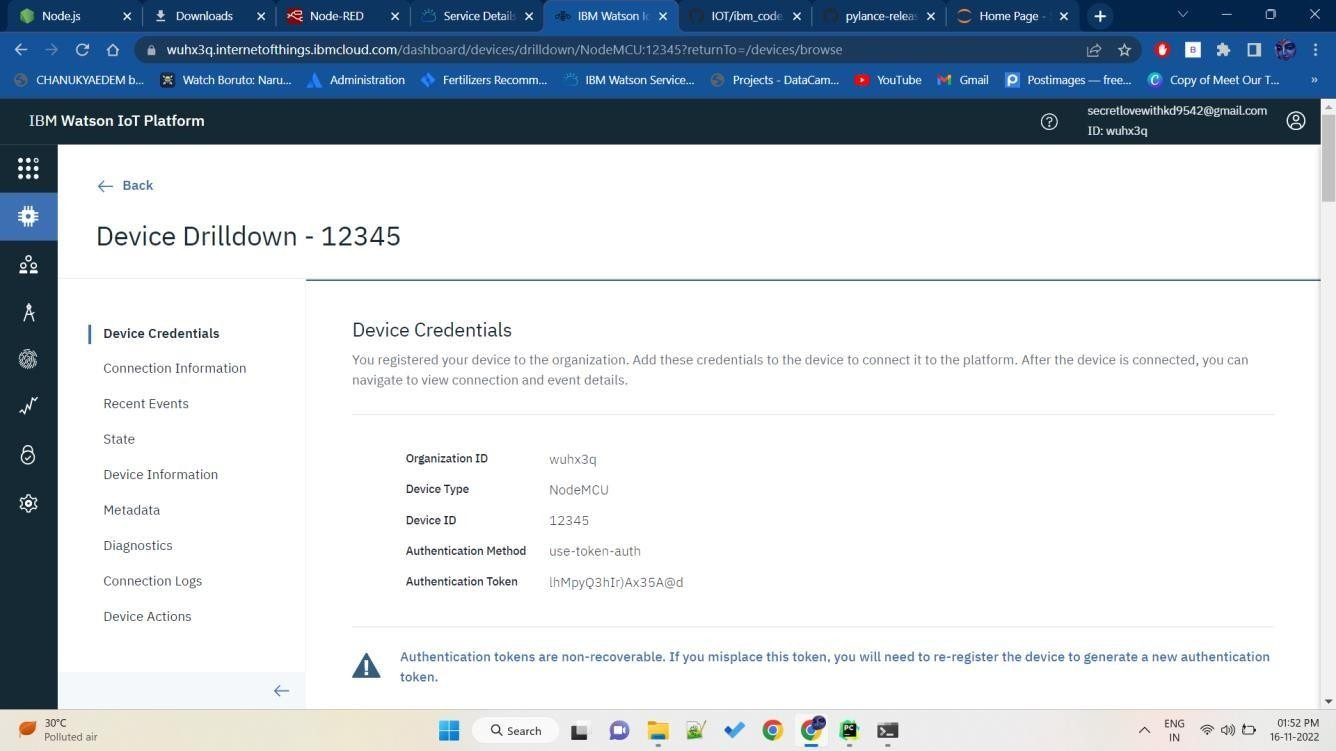 Node.js
Downloads
Node-RED
Service Details
IBM Watson Io
IOT/ibm_code
pylance-releas
Home Page -
wuhx3q.internetofthings.ibmcloud.com/dashboard/devices/drilldown/NodeMCU:12345?returnTo=/devices/browse
CHANUKYAEDEM b...
Watch Boruto: Naru...
Administration
Fertilizers Recomm...
IBM Watson Service...
Projects - DataCam...
YouTube
Gmail
Postimages — free...
Copy of Meet Our T...
»
IBM Watson IoT Platform
secretlovewithkd9542@gmail.com
ID: wuhx3q
Back
Device Drilldown - 12345
Device Credentials
Connection Information
Recent Events
State
Device Information
Metadata
Diagnostics
Connection Logs
Device Actions
Device Credentials
You registered your device to the organization. Add these credentials to the device to connect it to the platform. After the device is connected, you can
navigate to view connection and event details.
Organization ID wuhx3q
Device Type NodeMCU
Device ID 12345
Authentication Method use-token-auth
Authentication Token lhMpyQ3hIr)Ax35A@d
Authentication tokens are non-recoverable. If you misplace this token, you will need to re-register the device to generate a new authentication
token.
30°C
Polluted air
Search
ENG
IN
01:52 PM
16-11-2022